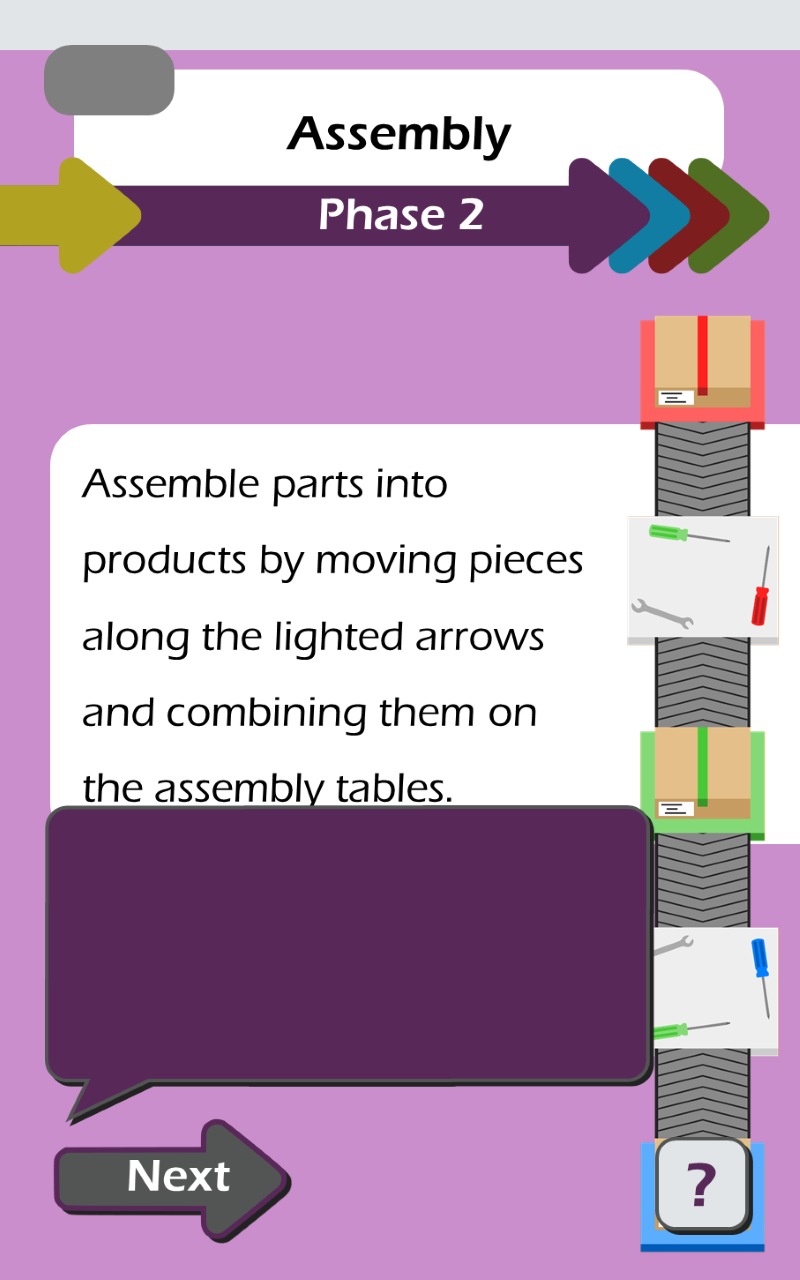 Assembly
Phase 2
Assemble parts into
products by moving pieces
along the lighted arrows
and combining them on
the assembly tables.
Next
?